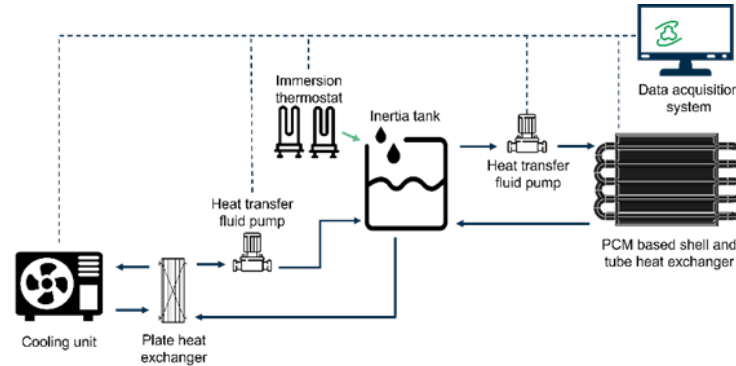 Immersion
thermostat
Inertia tank
Data acquisition
system
Heat transfer
fluid pump
Heat transfer
fluid pump
PCM based shell and
tube heat exchanger
Cooling unit
Plate heat
exchanger